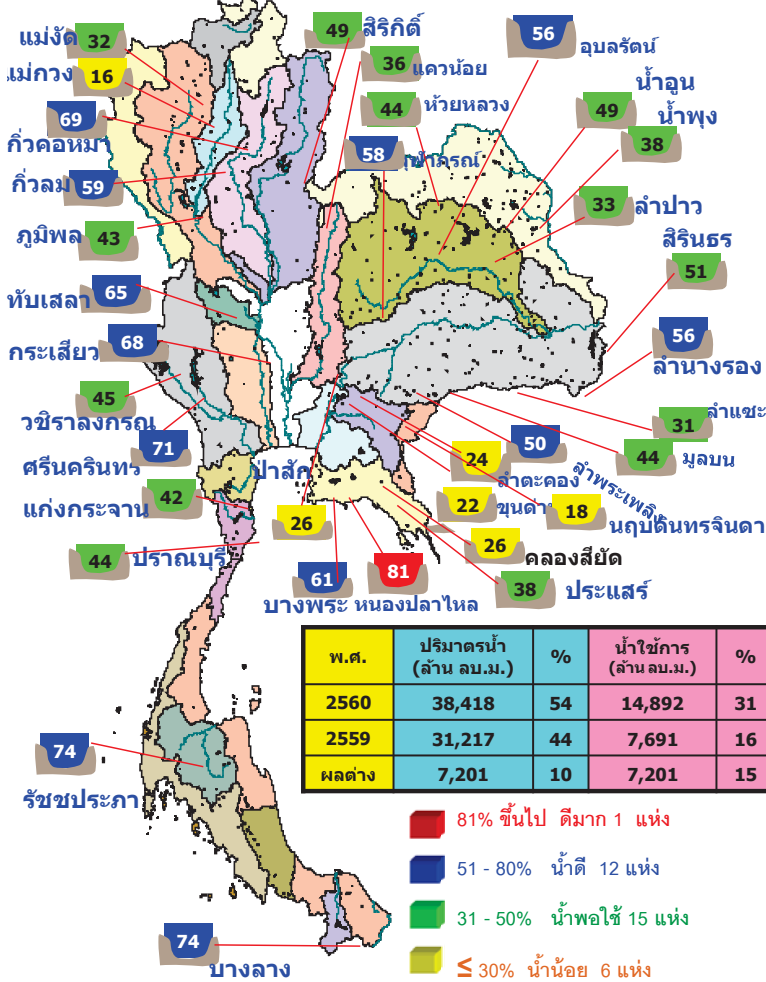 แม่งัด
32
49
สิริกิติ์
56
อุบลรัตน์
แม่กวง
16
36
แควน้อย
69
44
ห้วยหลวง
49
น้ำอูน
น้ำพุง
38
กิ่วคอหมา
58
กิ่วลม
59
33
ลำปาว
ภูมิพล
43
สิรินธร
51
ทับเสลา
65
กระเสียว
68
56
ลำนางรอง
45
วชิราลงกรณ
71
ศรีนครินทร์
31
ลำแชะ
50
44
มูลบน
24
ลำตะคอง
ลำพระเพลิง
22
ขุนด่าน
18
นฤบดินทรจินดา
ป่าสัก
26
แก่งกระจาน
42
44
ปราณบุรี
26
คลองสียัด
61
บางพระ
81
หนองปลาไหล
38
ประแสร์
พ.ศ. ปริมาตรน้ำ (ล้าน ลบ.ม.) % น้ำใช้การ (ล้าน ลบ.ม.) %
2560 38,418 54 14,892 31
2559 31,217 44 7,691 16
ผลต่าง 7,201 10 7,201 15
74
รัชชประภา
81% ขึ้นไป ดีมาก 1 แห่ง
51 - 80% น้ำดี 12 แห่ง
31 - 50% น้ำพอใช้ 15 แห่ง
≤ 30% น้ำน้อย 6 แห่ง
74
บางลาง